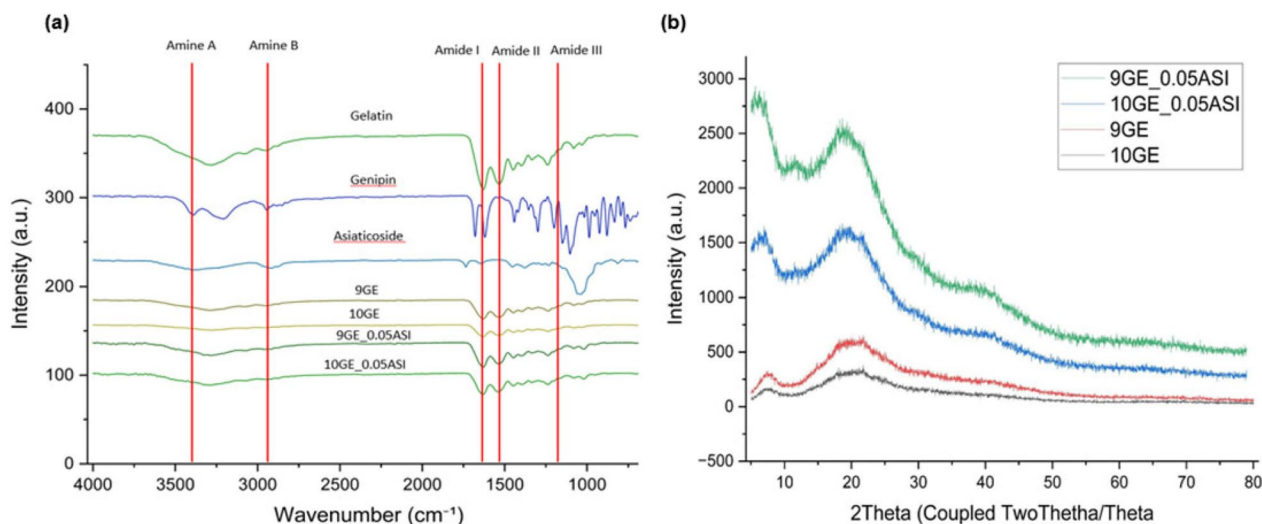 (a)
Amine A
Amine B
Amide I
Amide II
Amide III
400
300
200
100
0
Intensity (a.u.)
Gelatin
Genipin
Asiaticoside
9GE
10GE
9GE_0.05ASI
10GE_0.05ASI
4000 3500 3000 2500 2000 1500 1000
Wavenumber (cm⁻¹)
(b)
3000
2500
2000
1500
1000
500
0
−500
Intensity (a.u.)
9GE_0.05ASI
10GE_0.05ASI
9GE
10GE
10 20 30 40 50 60 70 80
2Theta (Coupled TwoThetha/Theta